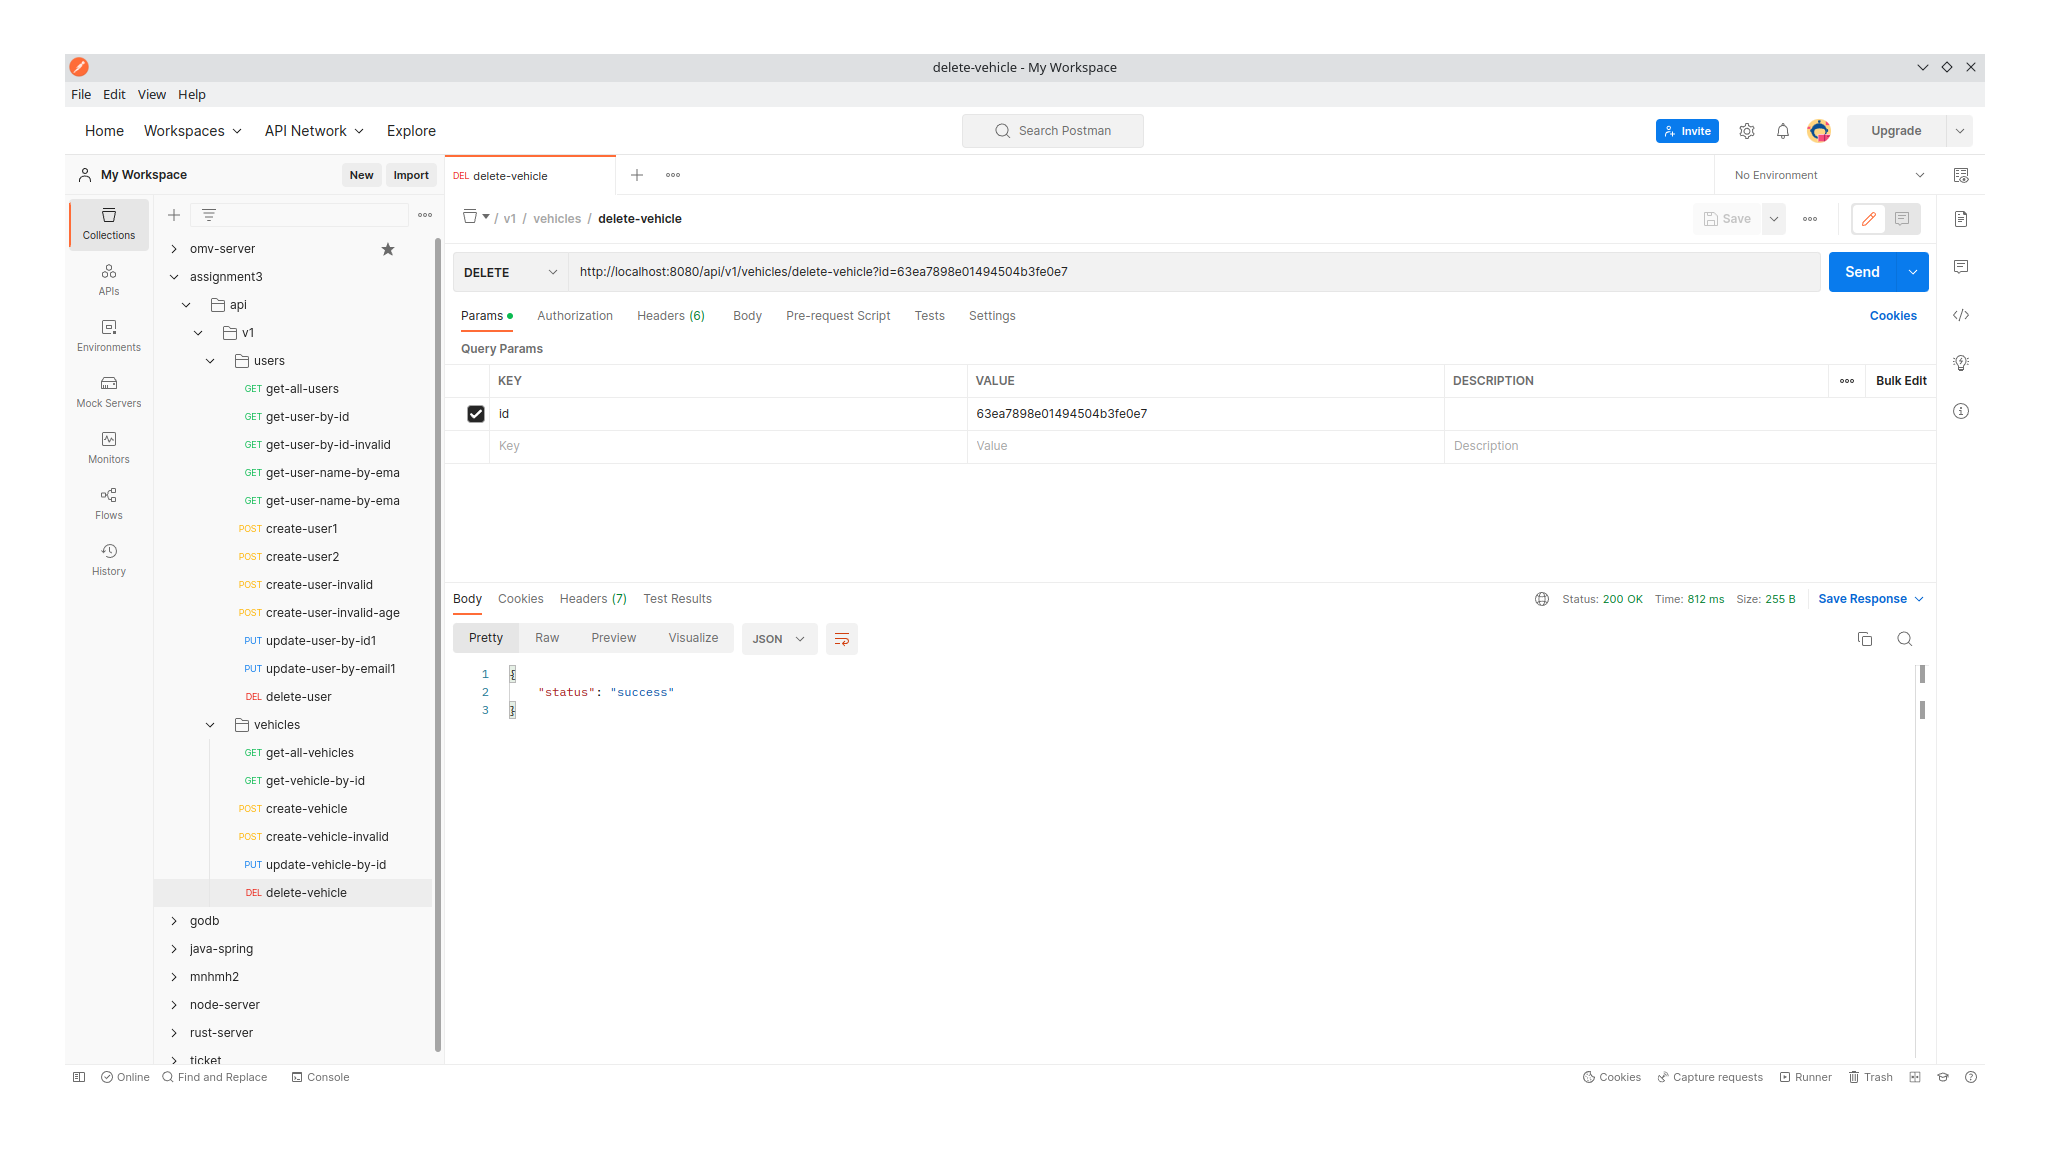 delete-vehicle - My Workspace
File Edit View Help
Home Workspaces API Network Explore
Search Postman
Invite Upgrade
My Workspace New Import
DEL delete-vehicle
No Environment
Collections
APIs
Environments
Mock Servers
Monitors
Flows
History
omv-server
assignment3
api
v1
users
GET get-all-users
GET get-user-by-id
GET get-user-by-id-invalid
GET get-user-name-by-ema
GET get-user-name-by-ema
POST create-user1
POST create-user2
POST create-user-invalid
POST create-user-invalid-age
PUT update-user-by-id1
PUT update-user-by-email1
DEL delete-user
vehicles
GET get-all-vehicles
GET get-vehicle-by-id
POST create-vehicle
POST create-vehicle-invalid
PUT update-vehicle-by-id
DEL delete-vehicle
godb
java-spring
mnhmh2
node-server
rust-server
ticket
/ v1 / vehicles / delete-vehicle
Save
DELETE http://localhost:8080/api/v1/vehicles/delete-vehicle?id=63ea7898e01494504b3fe0e7 Send
Params Authorization Headers (6) Body Pre-request Script Tests Settings Cookies
Query Params
KEY VALUE DESCRIPTION Bulk Edit
id 63ea7898e01494504b3fe0e7
Key Value Description
Body Cookies Headers (7) Test Results Status: 200 OK Time: 812 ms Size: 255 B Save Response
Pretty Raw Preview Visualize JSON
1 {
2 "status": "success"
3 }
Online Find and Replace Console Cookies Capture requests Runner Trash